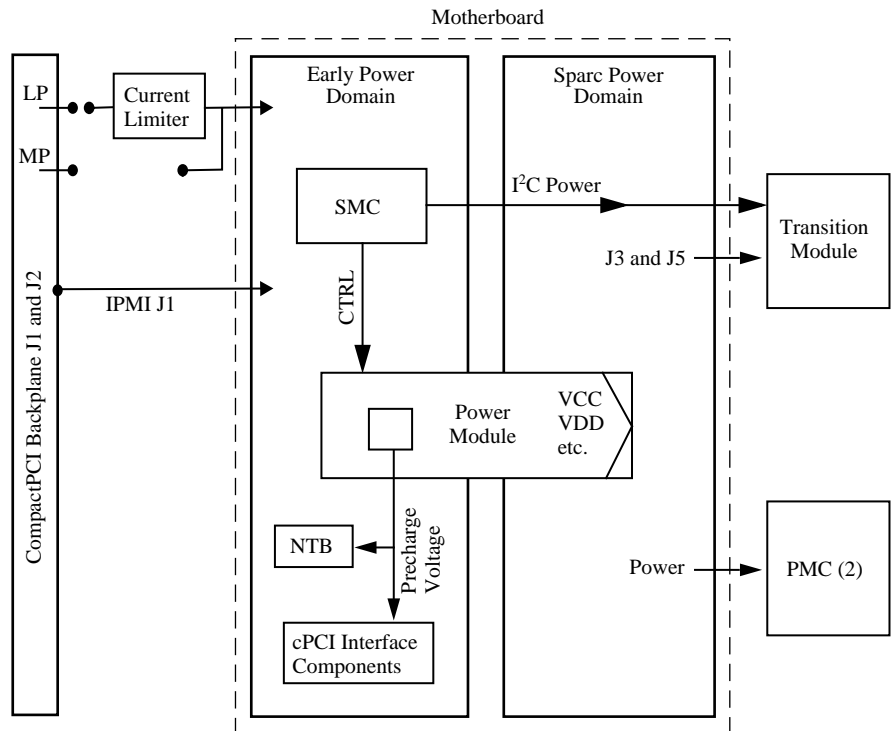 Motherboard
Early Power
Domain
Sparc Power
Domain
LP
Current
Limiter
MP
SMC
I²C Power
Transition
Module
J3 and J5
IPMI J1
CTRL
CompactPCI Backplane J1 and J2
Power
Module
VCC
VDD
etc.
Precharge
Voltage
NTB
Power
PMC (2)
cPCI Interface
Components